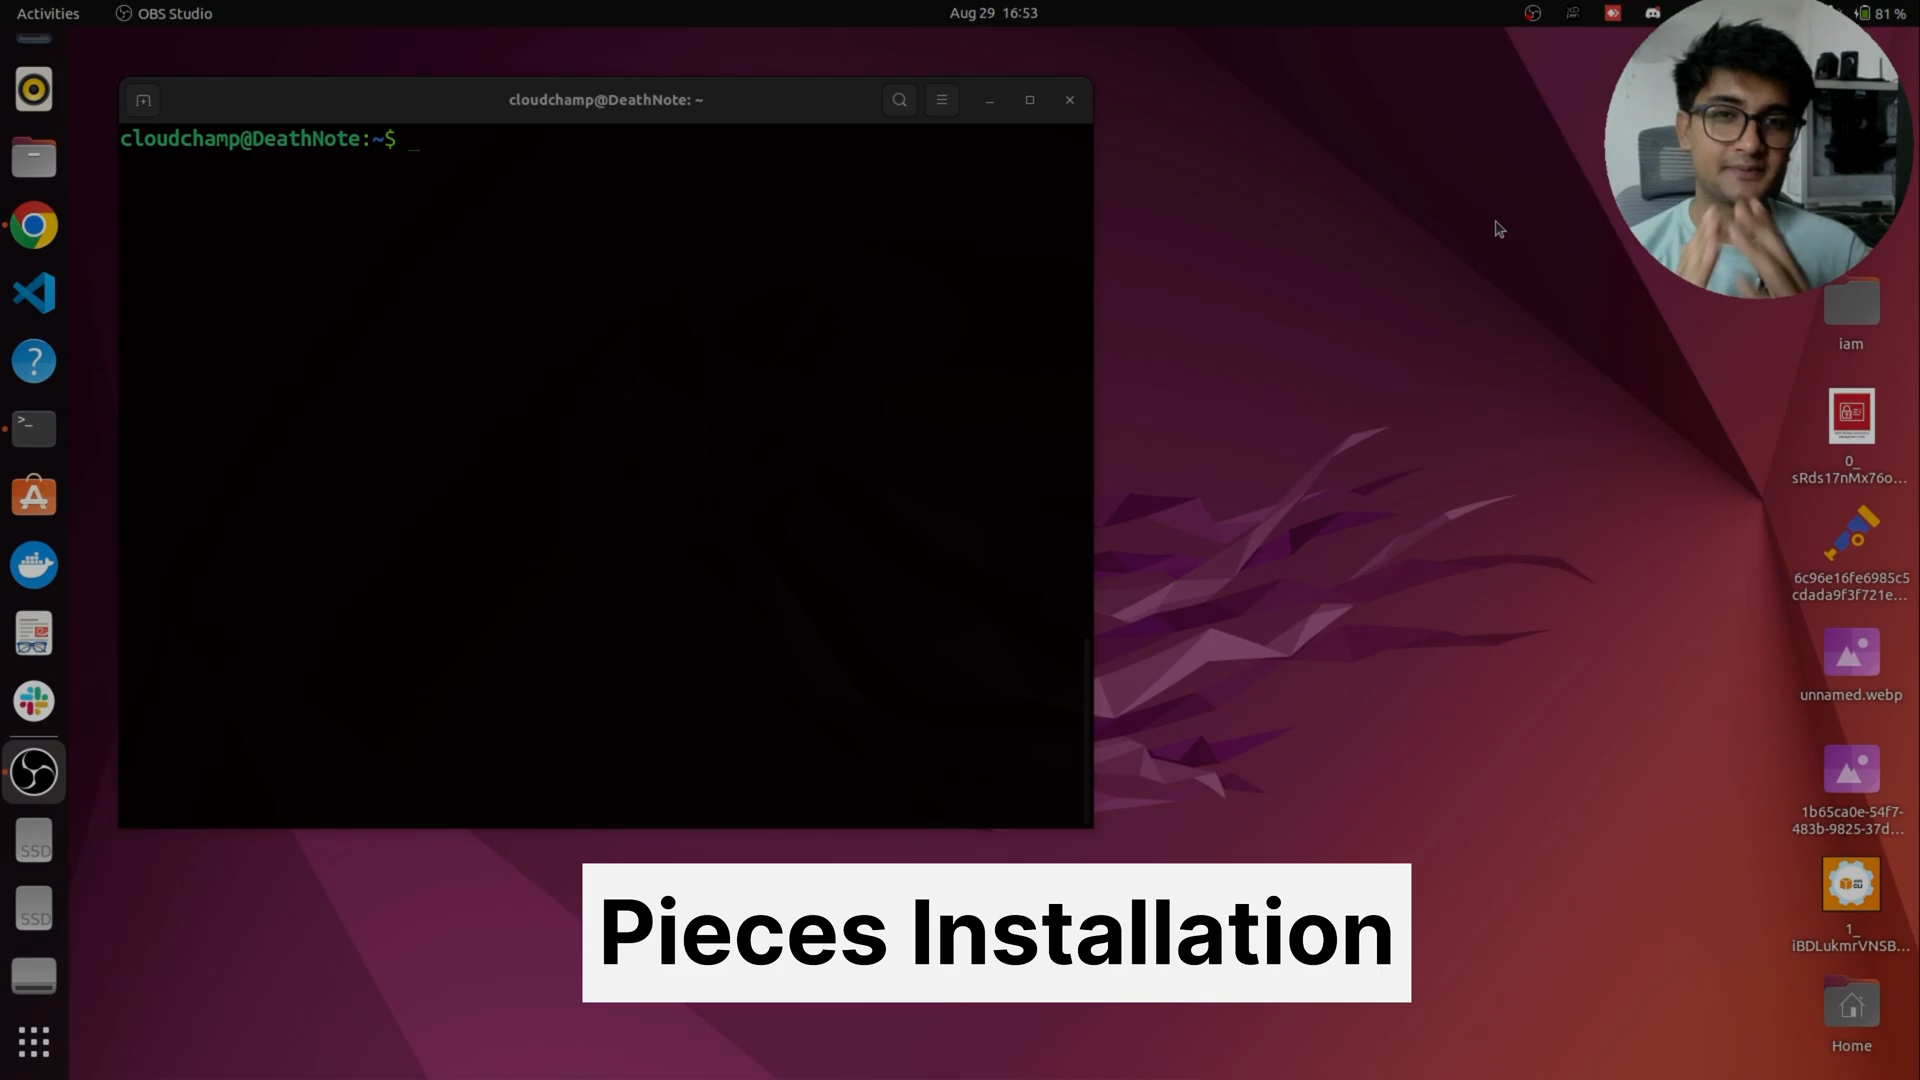 Activities
OBS Studio
Aug 29 16:53
81 %
cloudchamp@DeathNote: ~
cloudchamp@DeathNote:~$ _
iam
0_
sRds17nMx76o...
6c96e16fe6985c5
cdada9f3f721e...
unnamed.webp
1b65ca0e-54f7-
483b-9825-37d...
1_
iBDLukmrVNSB...
Home
SSD
SSD
Pieces Installation